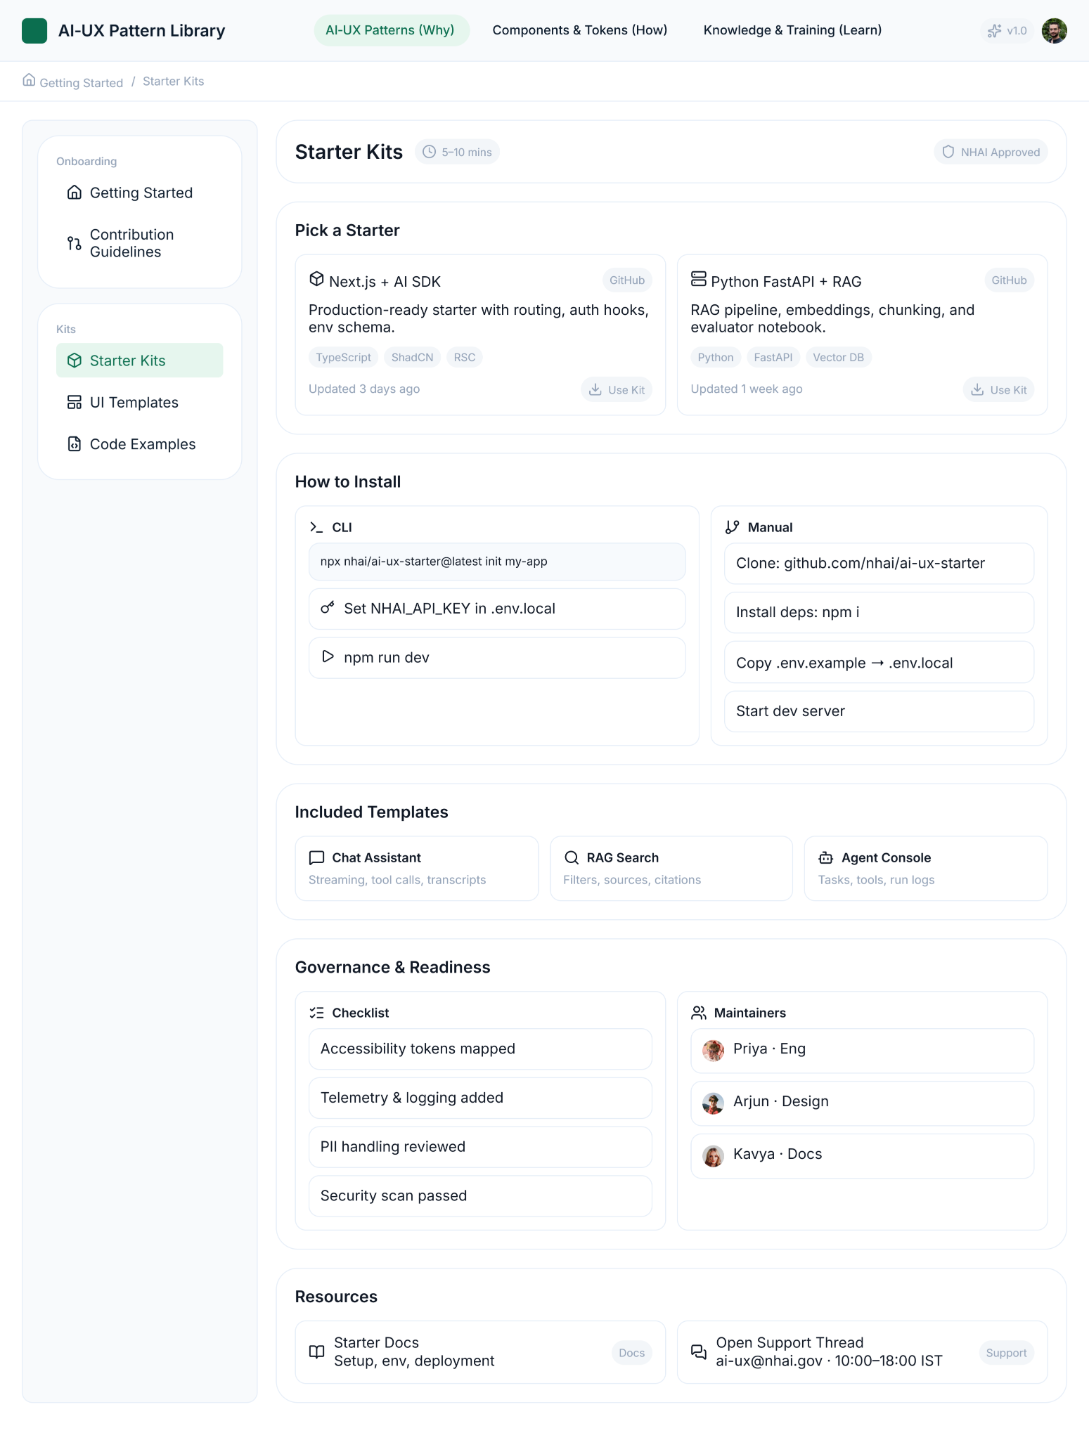 AI-UX Pattern Library
AI-UX Patterns (Why)
Components & Tokens (How)
Knowledge & Training (Learn)
v1.0
Getting Started / Starter Kits
Onboarding
Getting Started
Contribution
Guidelines
Kits
Starter Kits
UI Templates
Code Examples
Starter Kits
5–10 mins
NHAI Approved
Pick a Starter
Next.js + AI SDK
GitHub
Production-ready starter with routing, auth hooks,
env schema.
TypeScript
ShadCN
RSC
Updated 3 days ago
Use Kit
Python FastAPI + RAG
GitHub
RAG pipeline, embeddings, chunking, and
evaluator notebook.
Python
FastAPI
Vector DB
Updated 1 week ago
Use Kit
How to Install
CLI
npx nhai/ai-ux-starter@latest init my-app
Set NHAI_API_KEY in .env.local
npm run dev
Manual
Clone: github.com/nhai/ai-ux-starter
Install deps: npm i
Copy .env.example → .env.local
Start dev server
Included Templates
Chat Assistant
Streaming, tool calls, transcripts
RAG Search
Filters, sources, citations
Agent Console
Tasks, tools, run logs
Governance & Readiness
Checklist
Accessibility tokens mapped
Telemetry & logging added
PII handling reviewed
Security scan passed
Maintainers
Priya · Eng
Arjun · Design
Kavya · Docs
Resources
Starter Docs
Setup, env, deployment
Docs
Open Support Thread
ai-ux@nhai.gov · 10:00–18:00 IST
Support